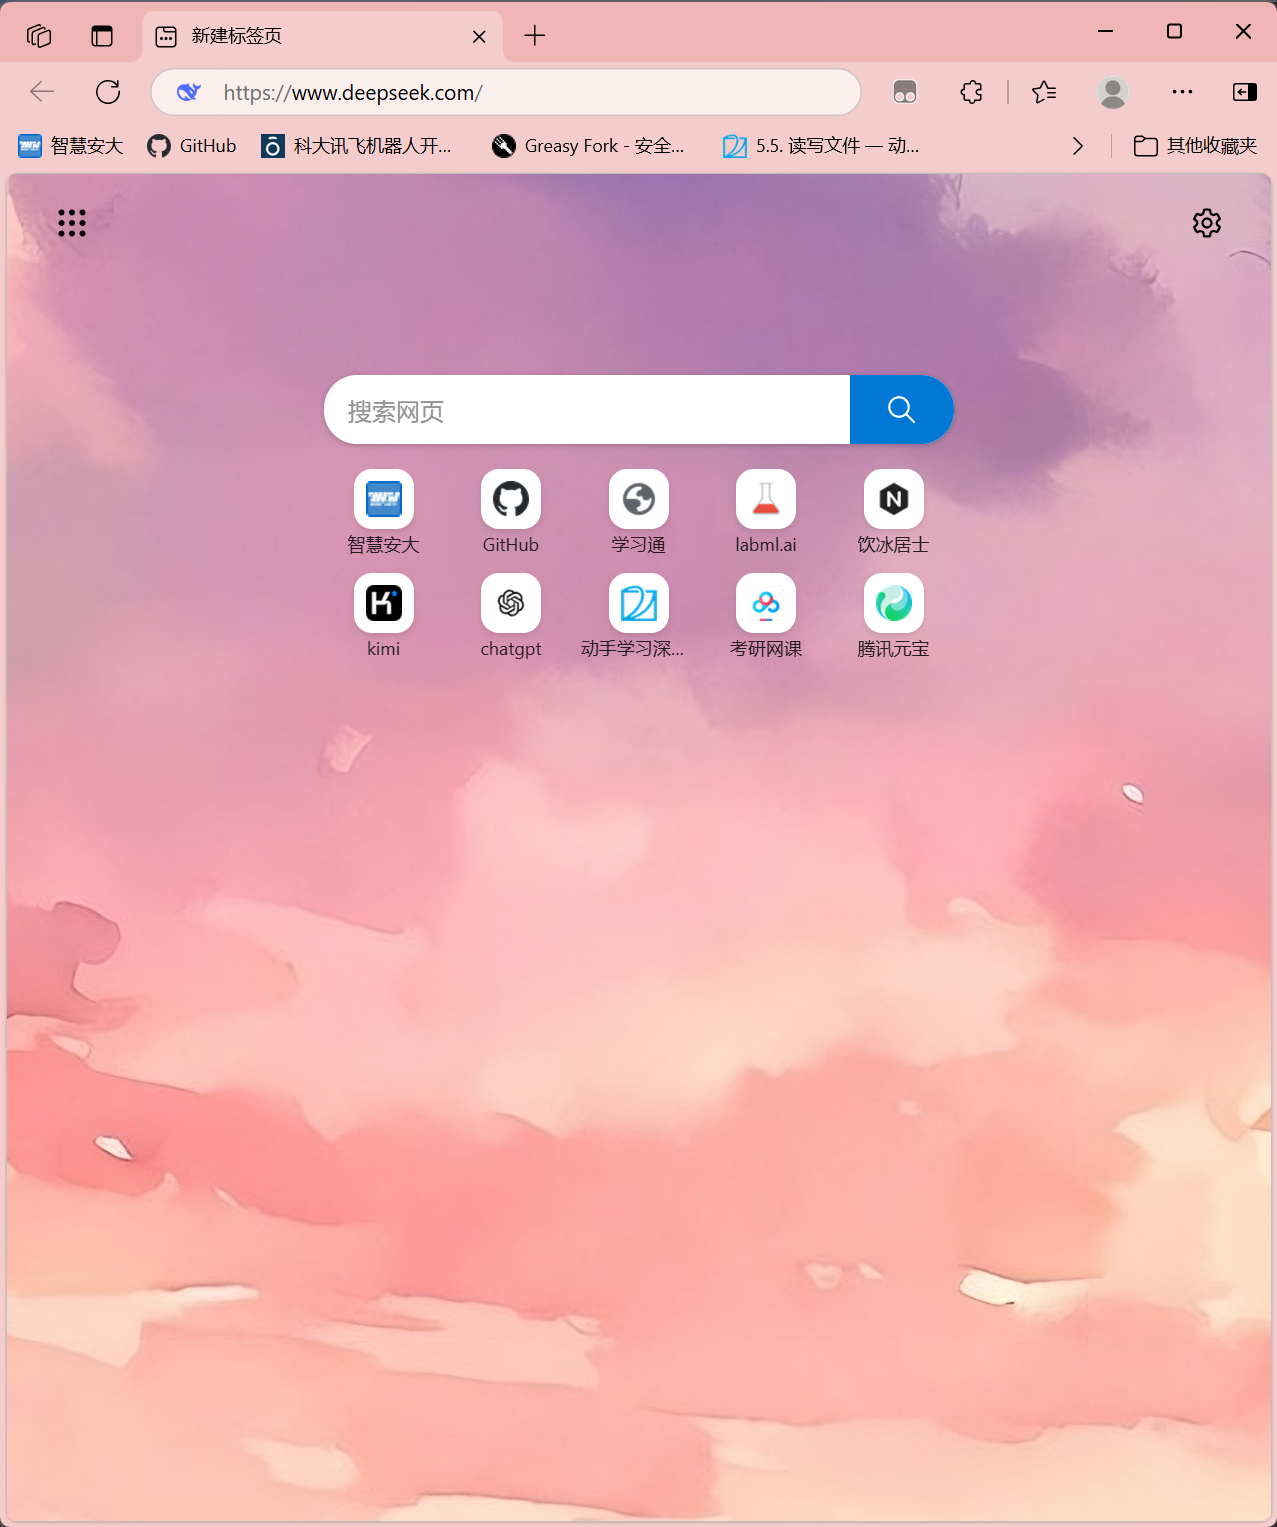 新建标签页
https://www.deepseek.com/
智慧安大 GitHub 科大讯飞机器人开... Greasy Fork - 安全... 5.5. 读写文件 — 动... 其他收藏夹
搜索网页
智慧安大 GitHub 学习通 labml.ai 饮冰居士
kimi chatgpt 动手学习深... 考研网课 腾讯元宝